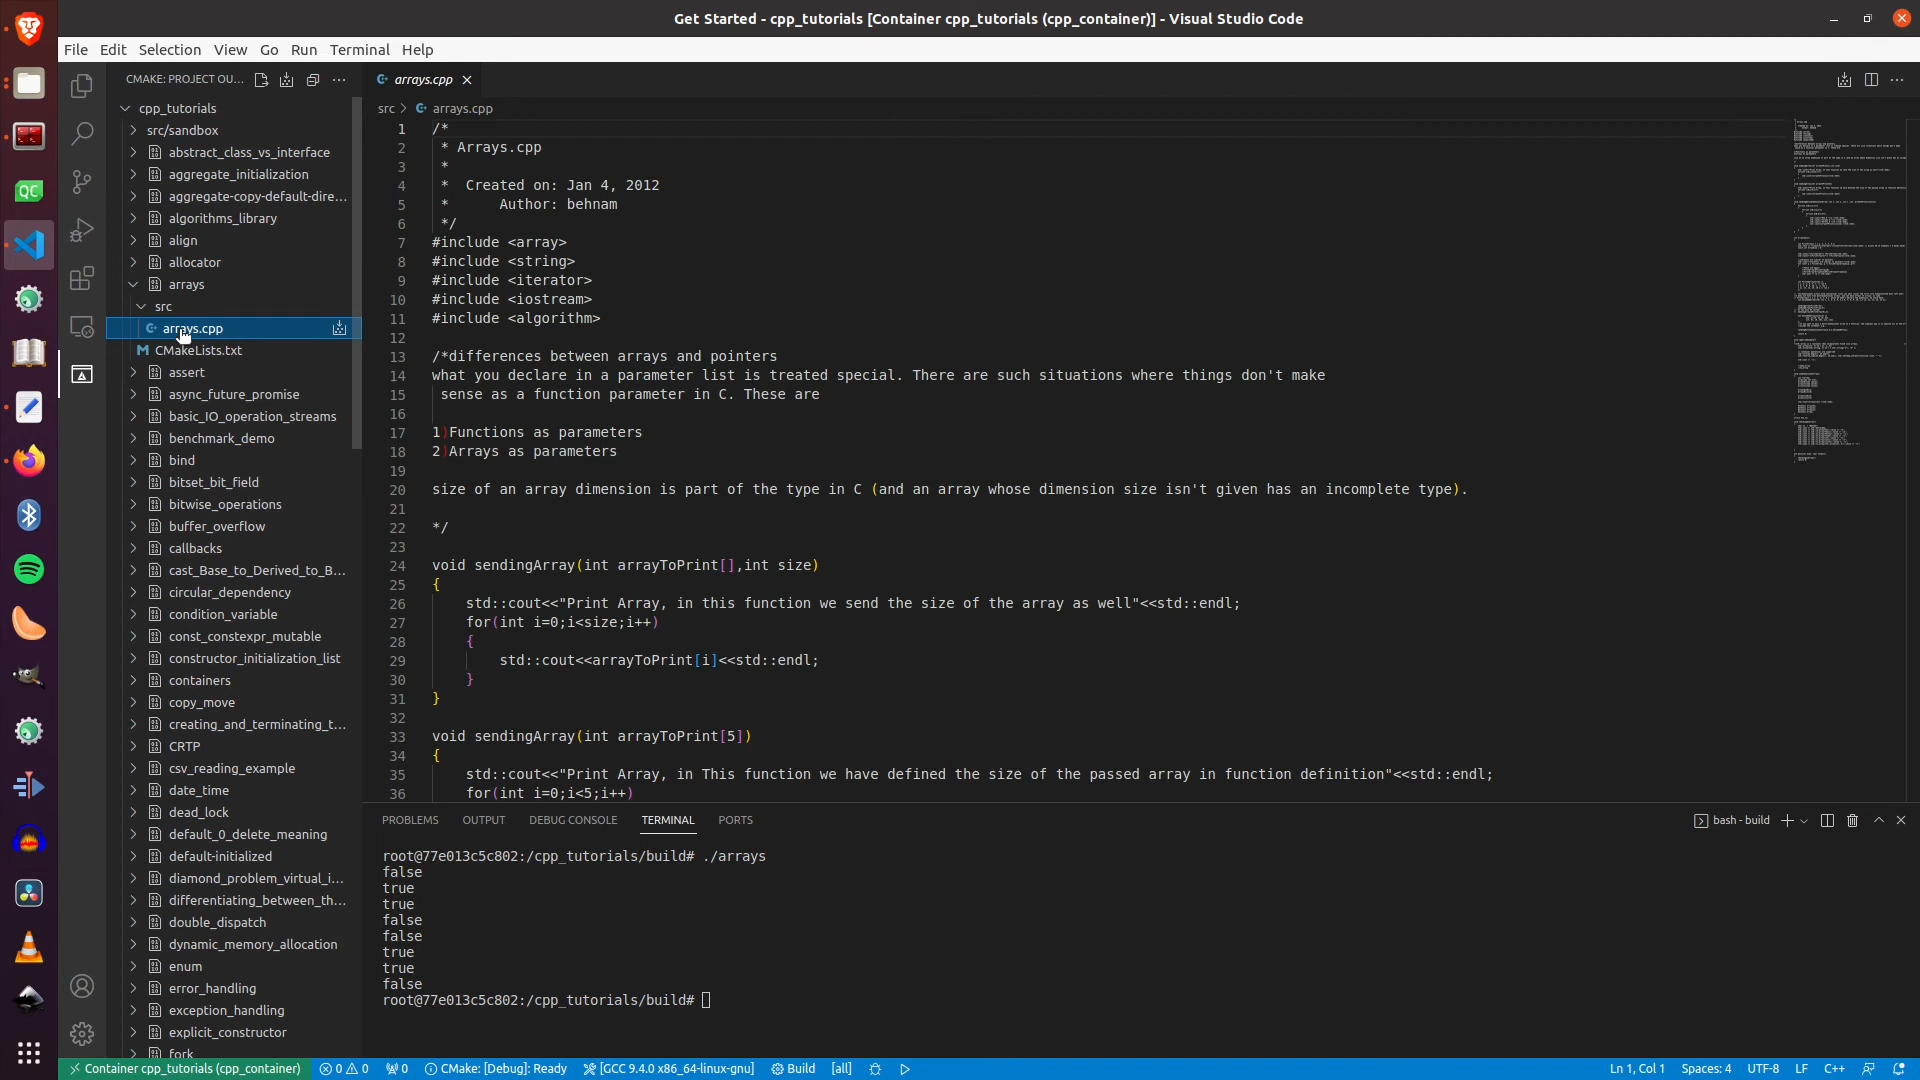 Get Started - cpp_tutorials [Container cpp_tutorials (cpp_container)] - Visual Studio Code
File Edit Selection View Go Run Terminal Help
CMAKE: PROJECT OU...
arrays.cpp
cpp_tutorials
src/sandbox
abstract_class_vs_interface
aggregate_initialization
aggregate-copy-default-dire...
algorithms_library
align
allocator
arrays
src
arrays.cpp
CMakeLists.txt
assert
async_future_promise
basic_IO_operation_streams
benchmark_demo
bind
bitset_bit_field
bitwise_operations
buffer_overflow
callbacks
cast_Base_to_Derived_to_B...
circular_dependency
condition_variable
const_constexpr_mutable
constructor_initialization_list
containers
copy_move
creating_and_terminating_t...
CRTP
csv_reading_example
date_time
dead_lock
default_0_delete_meaning
default-initialized
diamond_problem_virtual_i...
differentiating_between_th...
double_dispatch
dynamic_memory_allocation
enum
error_handling
exception_handling
explicit_constructor
fork
src > arrays.cpp
1 /*
2  * Arrays.cpp
3  *
4  *  Created on: Jan 4, 2012
5  *      Author: behnam
6  */
7 #include <array>
8 #include <string>
9 #include <iterator>
10 #include <iostream>
11 #include <algorithm>
12
13 /*differences between arrays and pointers
14 what you declare in a parameter list is treated special. There are such situations where things don't make
15  sense as a function parameter in C. These are
16
17 1)Functions as parameters
18 2)Arrays as parameters
19
20 size of an array dimension is part of the type in C (and an array whose dimension size isn't given has an incomplete type).
21
22 */
23
24 void sendingArray(int arrayToPrint[],int size)
25 {
26     std::cout<<"Print Array, in this function we send the size of the array as well"<<std::endl;
27     for(int i=0;i<size;i++)
28     {
29         std::cout<<arrayToPrint[i]<<std::endl;
30     }
31 }
32
33 void sendingArray(int arrayToPrint[5])
34 {
35     std::cout<<"Print Array, in This function we have defined the size of the passed array in function definition"<<std::endl;
36     for(int i=0;i<5;i++)
PROBLEMS OUTPUT DEBUG CONSOLE TERMINAL PORTS
bash - build
root@77e013c5c802:/cpp_tutorials/build# ./arrays
false
true
true
false
false
true
true
false
root@77e013c5c802:/cpp_tutorials/build#
Container cpp_tutorials (cpp_container) 0 0 0 CMake: [Debug]: Ready [GCC 9.4.0 x86_64-linux-gnu] Build [all] Ln 1, Col 1 Spaces: 4 UTF-8 LF C++
QC